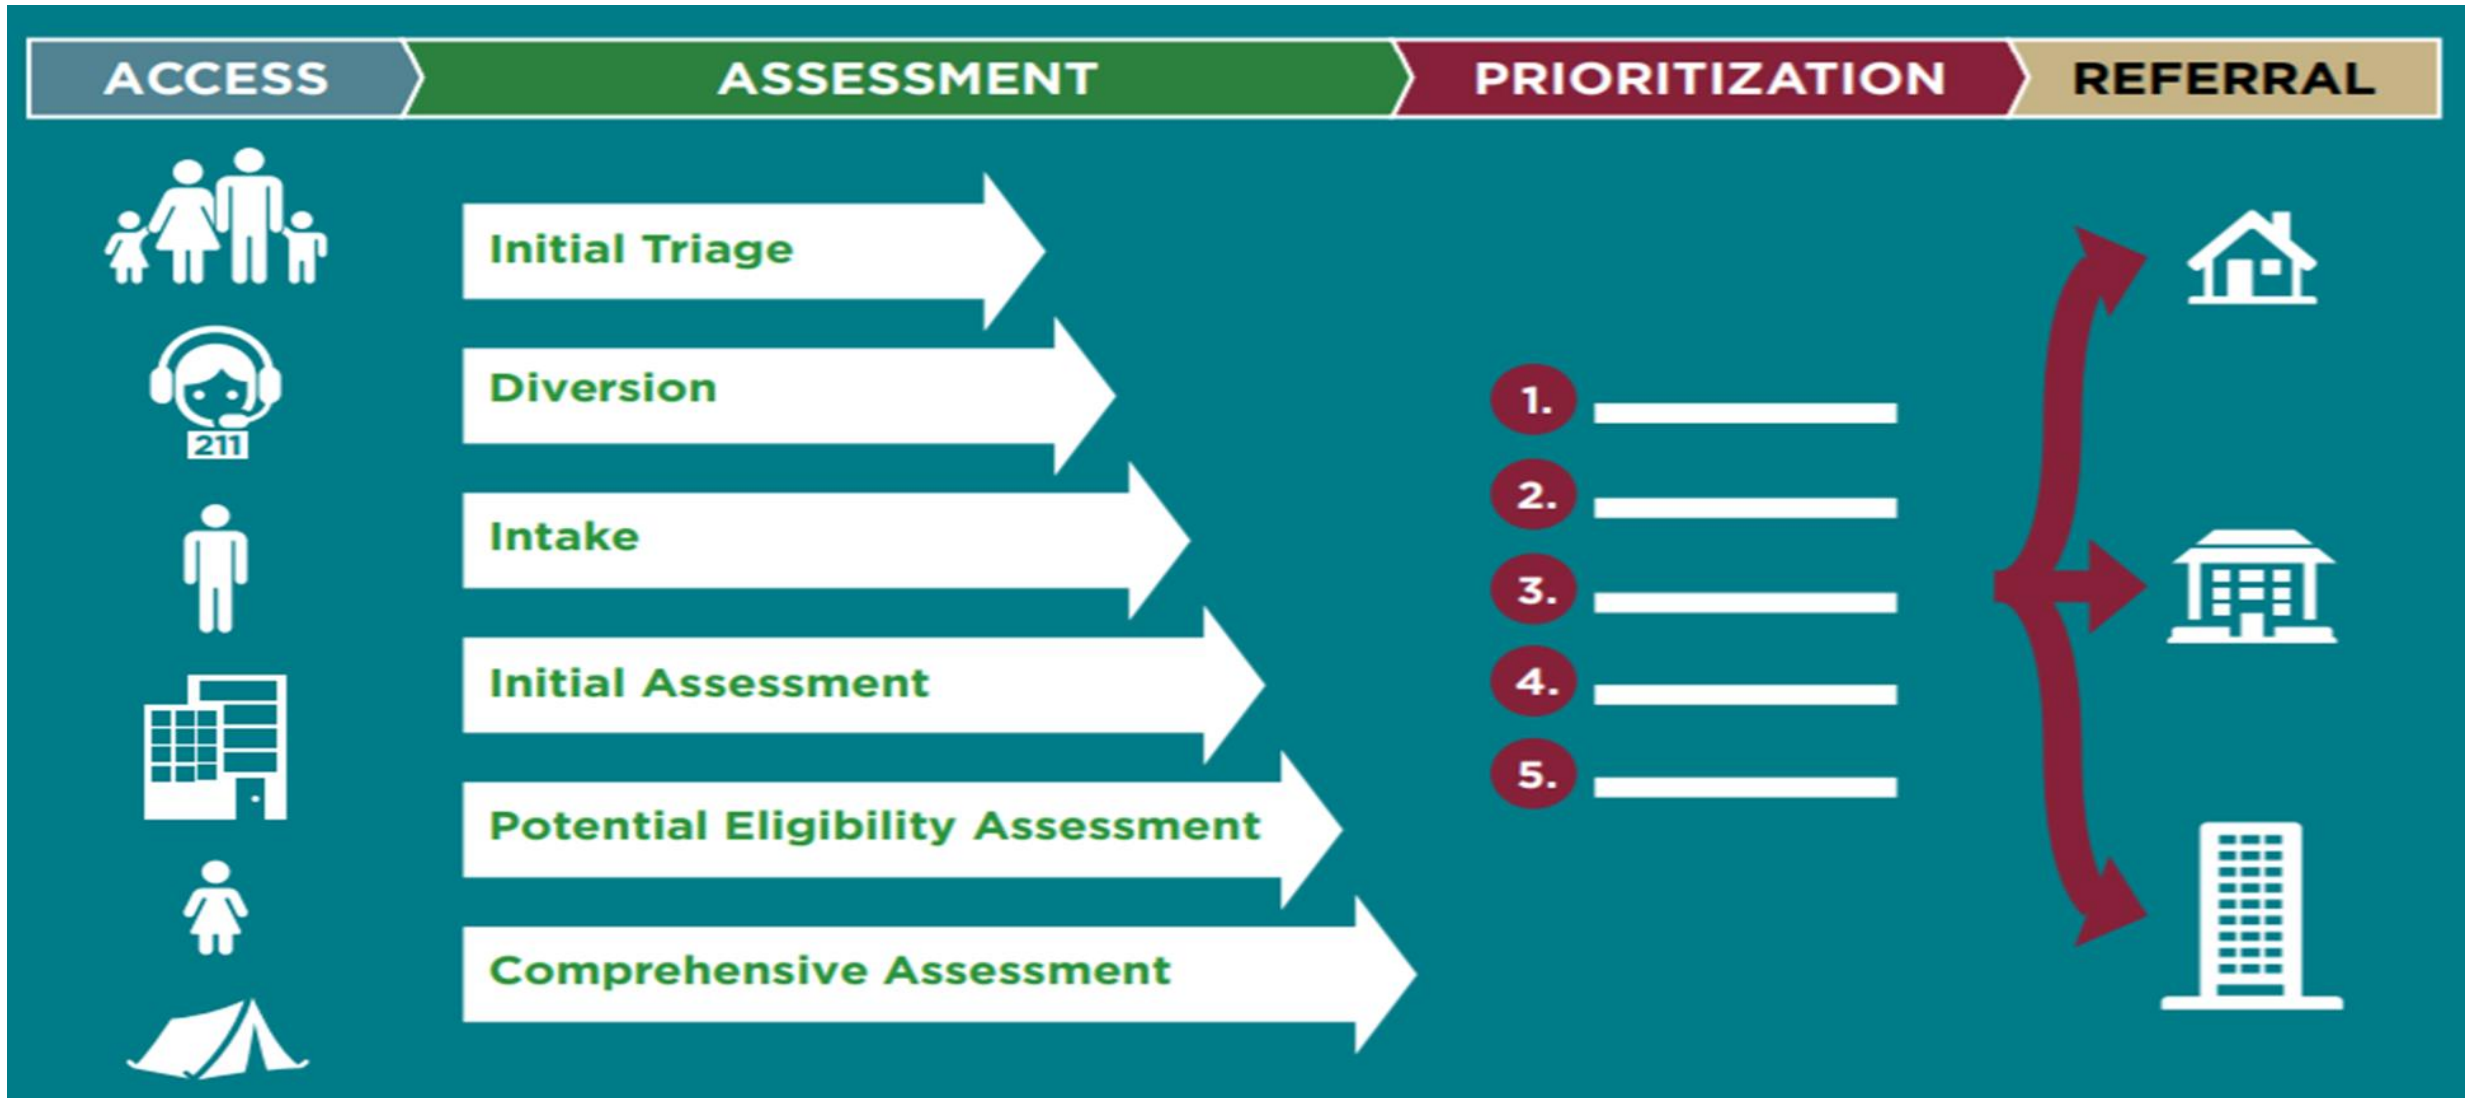 ACCESS
ASSESSMENT
PRIORITIZATION
REFERRAL
211
Initial Triage
Diversion
Intake
Initial Assessment
Potential Eligibility Assessment
Comprehensive Assessment
1.
2.
3.
4.
5.